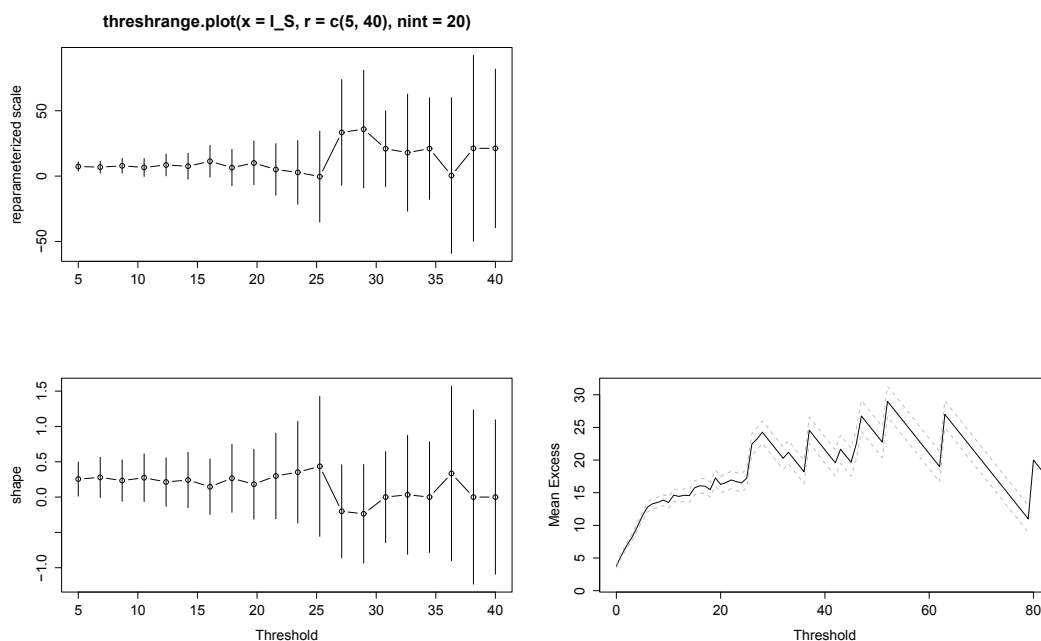 threshrange.plot(x = I_S, r = c(5, 40), nint = 20)
reparameterized scale
50
0
−50
5 10 15 20 25 30 35 40
shape
1.5
1.0
0.5
0.0
−1.0
5 10 15 20 25 30 35 40
Threshold
Mean Excess
30
25
20
15
10
5
0
0 20 40 60 80
Threshold